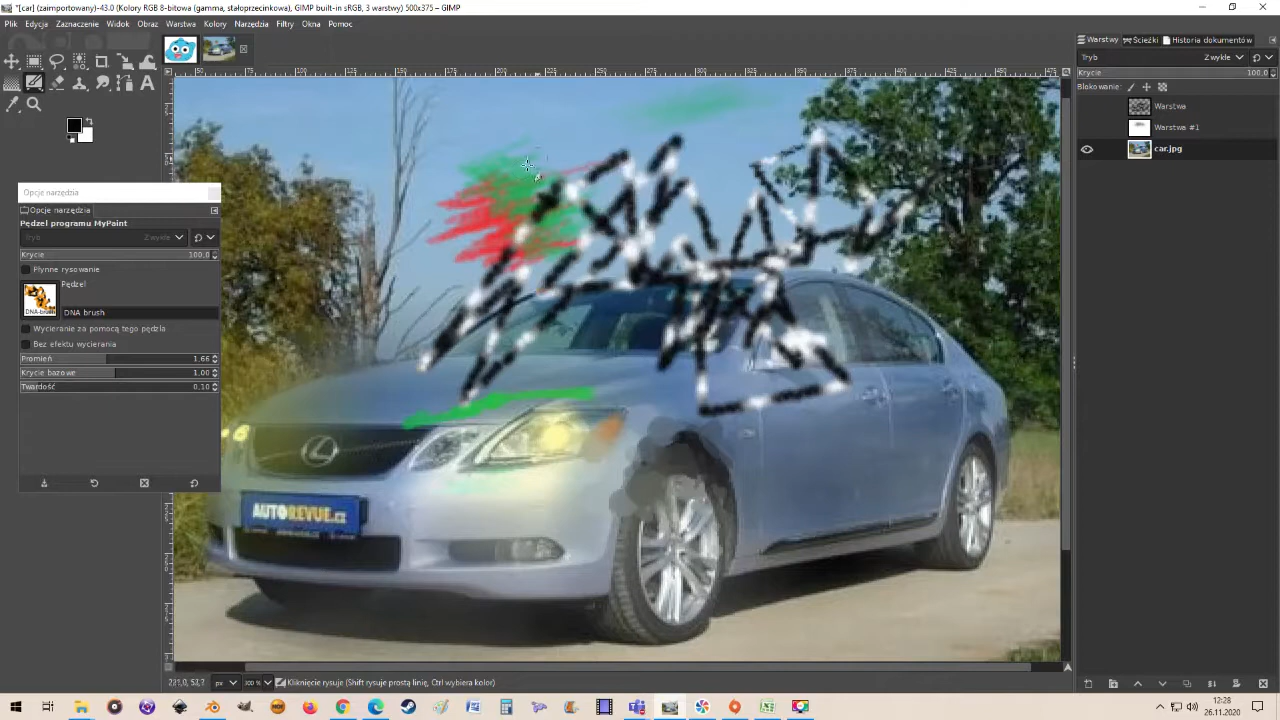 *[car] (zaimportowany)-43.0 (Kolory RGB 8-bitowa (gamma, stałoprzecinkowa), GIMP built-in sRGB, 3 warstwy) 500x375 – GIMP
Plik Edycja Zaznaczenie Widok Obraz Warstwa Kolory Narzędzia Filtry Okna Pomoc
Warstwy Ścieżki Historia dokumentów
Tryb Zwykłe
Krycie 100.0
Blokowanie:
Warstwa
Warstwa #1
car.jpg
Opcje narzędzia
Opcje narzędzia
Pędzel programu MyPaint
Tryb Zwykłe
Krycie 100.0
Płynne rysowanie
Pędzel
DNA brush
Wycieranie za pomocą tego pędzla
Bez efektu wycierania
Promień 1.66
Krycie bazowe 1.00
Twardość 0.10
AUTOREVUE.cz
px 300 % Kliknięcie rysuje (Shift rysuje prostą linię, Ctrl wybiera kolor)
12:28
26.11.2020